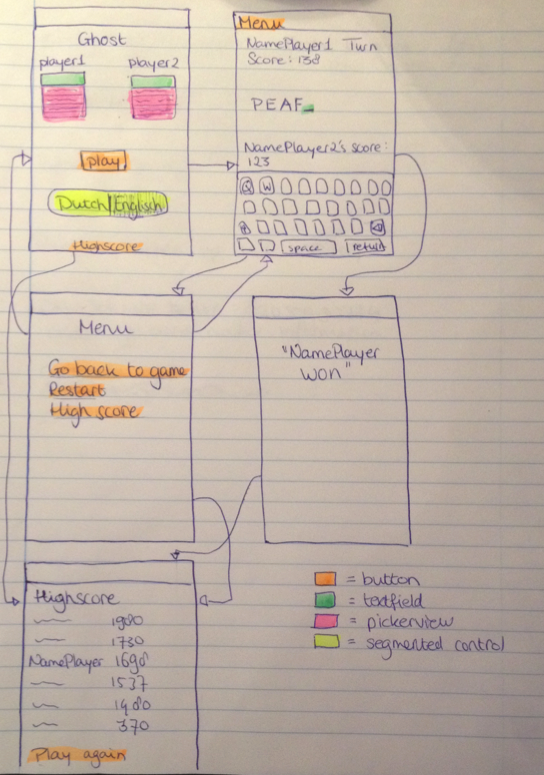 Ghost
player1 player2
play
Dutch Englisch
Highscore
Menu
NamePlayer1 Turn
Score: 138
PEAF
NamePlayer2's score:
123
Q W
space return
Menu
Go back to game
Restart
High score
"NamePlayer
won"
Highscore
1980
1730
NamePlayer 1698
1537
1480
370
Play again
= button
= textfield
= pickerview
= segmented control